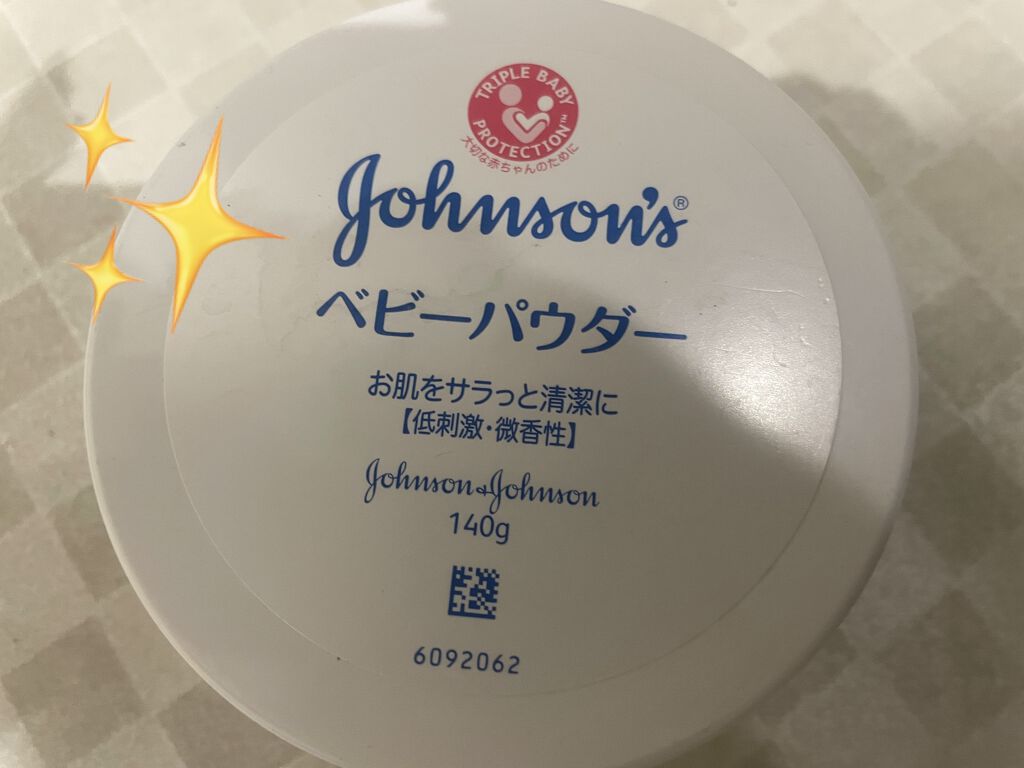 TRIPLE BABY
PROTECTION™
大切な赤ちゃんのために
Johnson's®
ベビーパウダー
お肌をサラっと清潔に
【低刺激・微香性】
Johnson & Johnson
140g
6092062